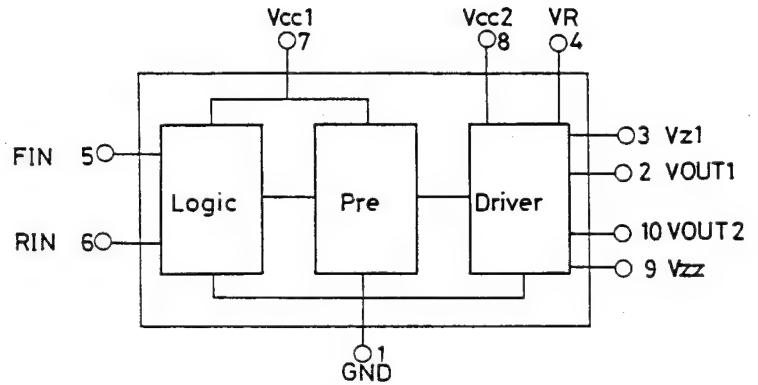 Vcc1 Vcc2 VR
7 8 4
3 Vz1
FIN 5
2 VOUT1
Logic Pre Driver
10 VOUT2
RIN 6
9 Vzz
1
GND